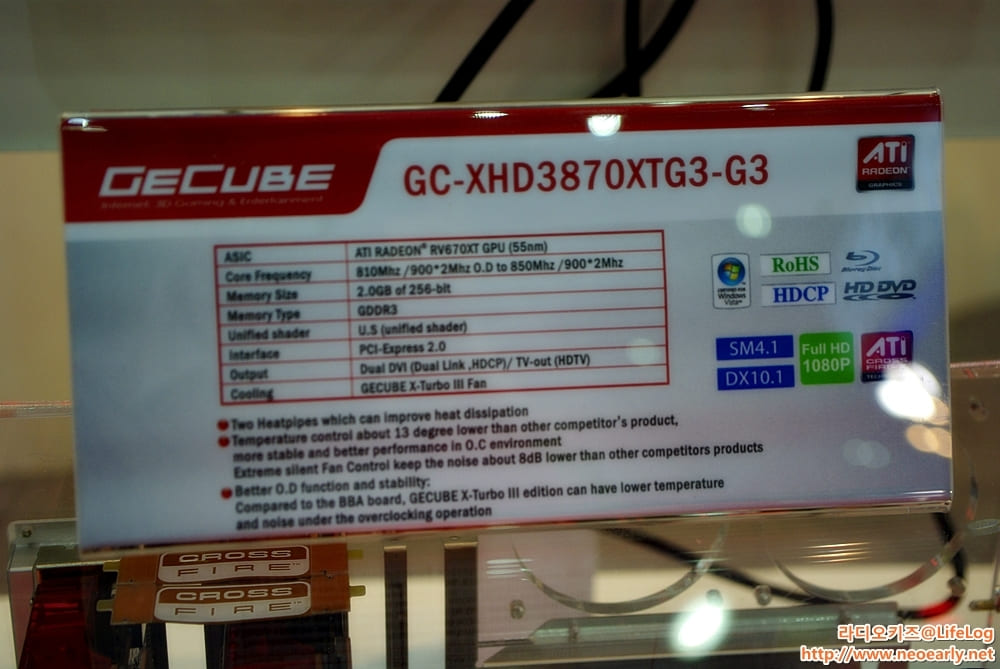 GECUBE
Internet 3D Gaming & Entertainment
GC-XHD3870XTG3-G3
ATI
RADEON
GRAPHICS
ASIC ATI RADEON® RV670XT GPU (55nm)
Core Frequency 810Mhz /900*2Mhz O.D to 850Mhz /900*2Mhz
Memory Size 2.0GB of 256-bit
Memory Type GDDR3
Unified shader U.S (unified shader)
Interface PCI-Express 2.0
Output Dual DVI (Dual Link ,HDCP)/ TV-out (HDTV)
Cooling GECUBE X-Turbo III Fan
CERTIFIED FOR
Windows
Vista™
RoHS
Blu-ray Disc
HDCP
HD DVD
SM4.1
DX10.1
Full HD
1080P
ATI
CROSS
FIRE
Two Heatpipes which can improve heat dissipation
Temperature control about 13 degree lower than other competitor's product,
more stable and better performance in O.C environment
Extreme silent Fan Control keep the noise about 8dB lower than other competitors products
Better O.D function and stability:
Compared to the BBA board, GECUBE X-Turbo III edition can have lower temperature
and noise under the overclocking operation
CROSS
FIRE™
CROSS
FIRE™
라디오키즈@LifeLog
http://www.neoearly.net